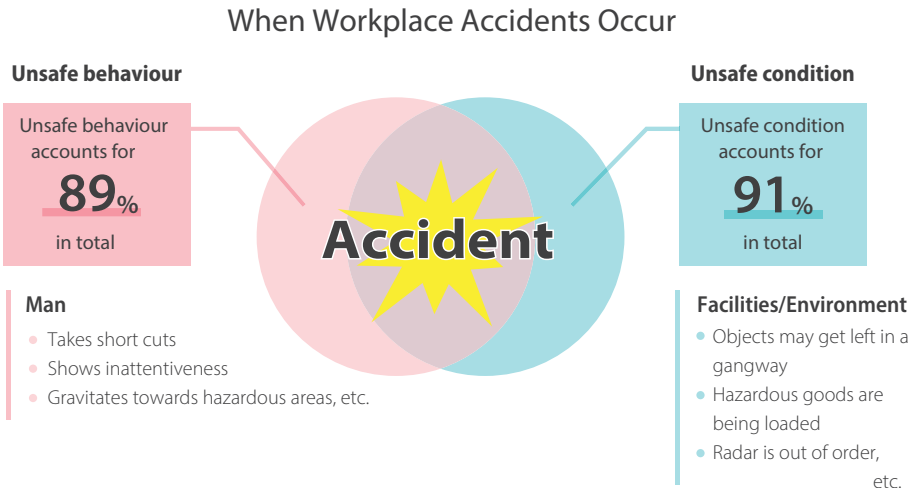 When Workplace Accidents Occur
Unsafe behaviour
Unsafe behaviour
accounts for
89%
in total
Man
Takes short cuts
Shows inattentiveness
Gravitates towards hazardous areas, etc.
Accident
Unsafe condition
Unsafe condition
accounts for
91%
in total
Facilities/Environment
Objects may get left in a
gangway
Hazardous goods are
being loaded
Radar is out of order,
etc.